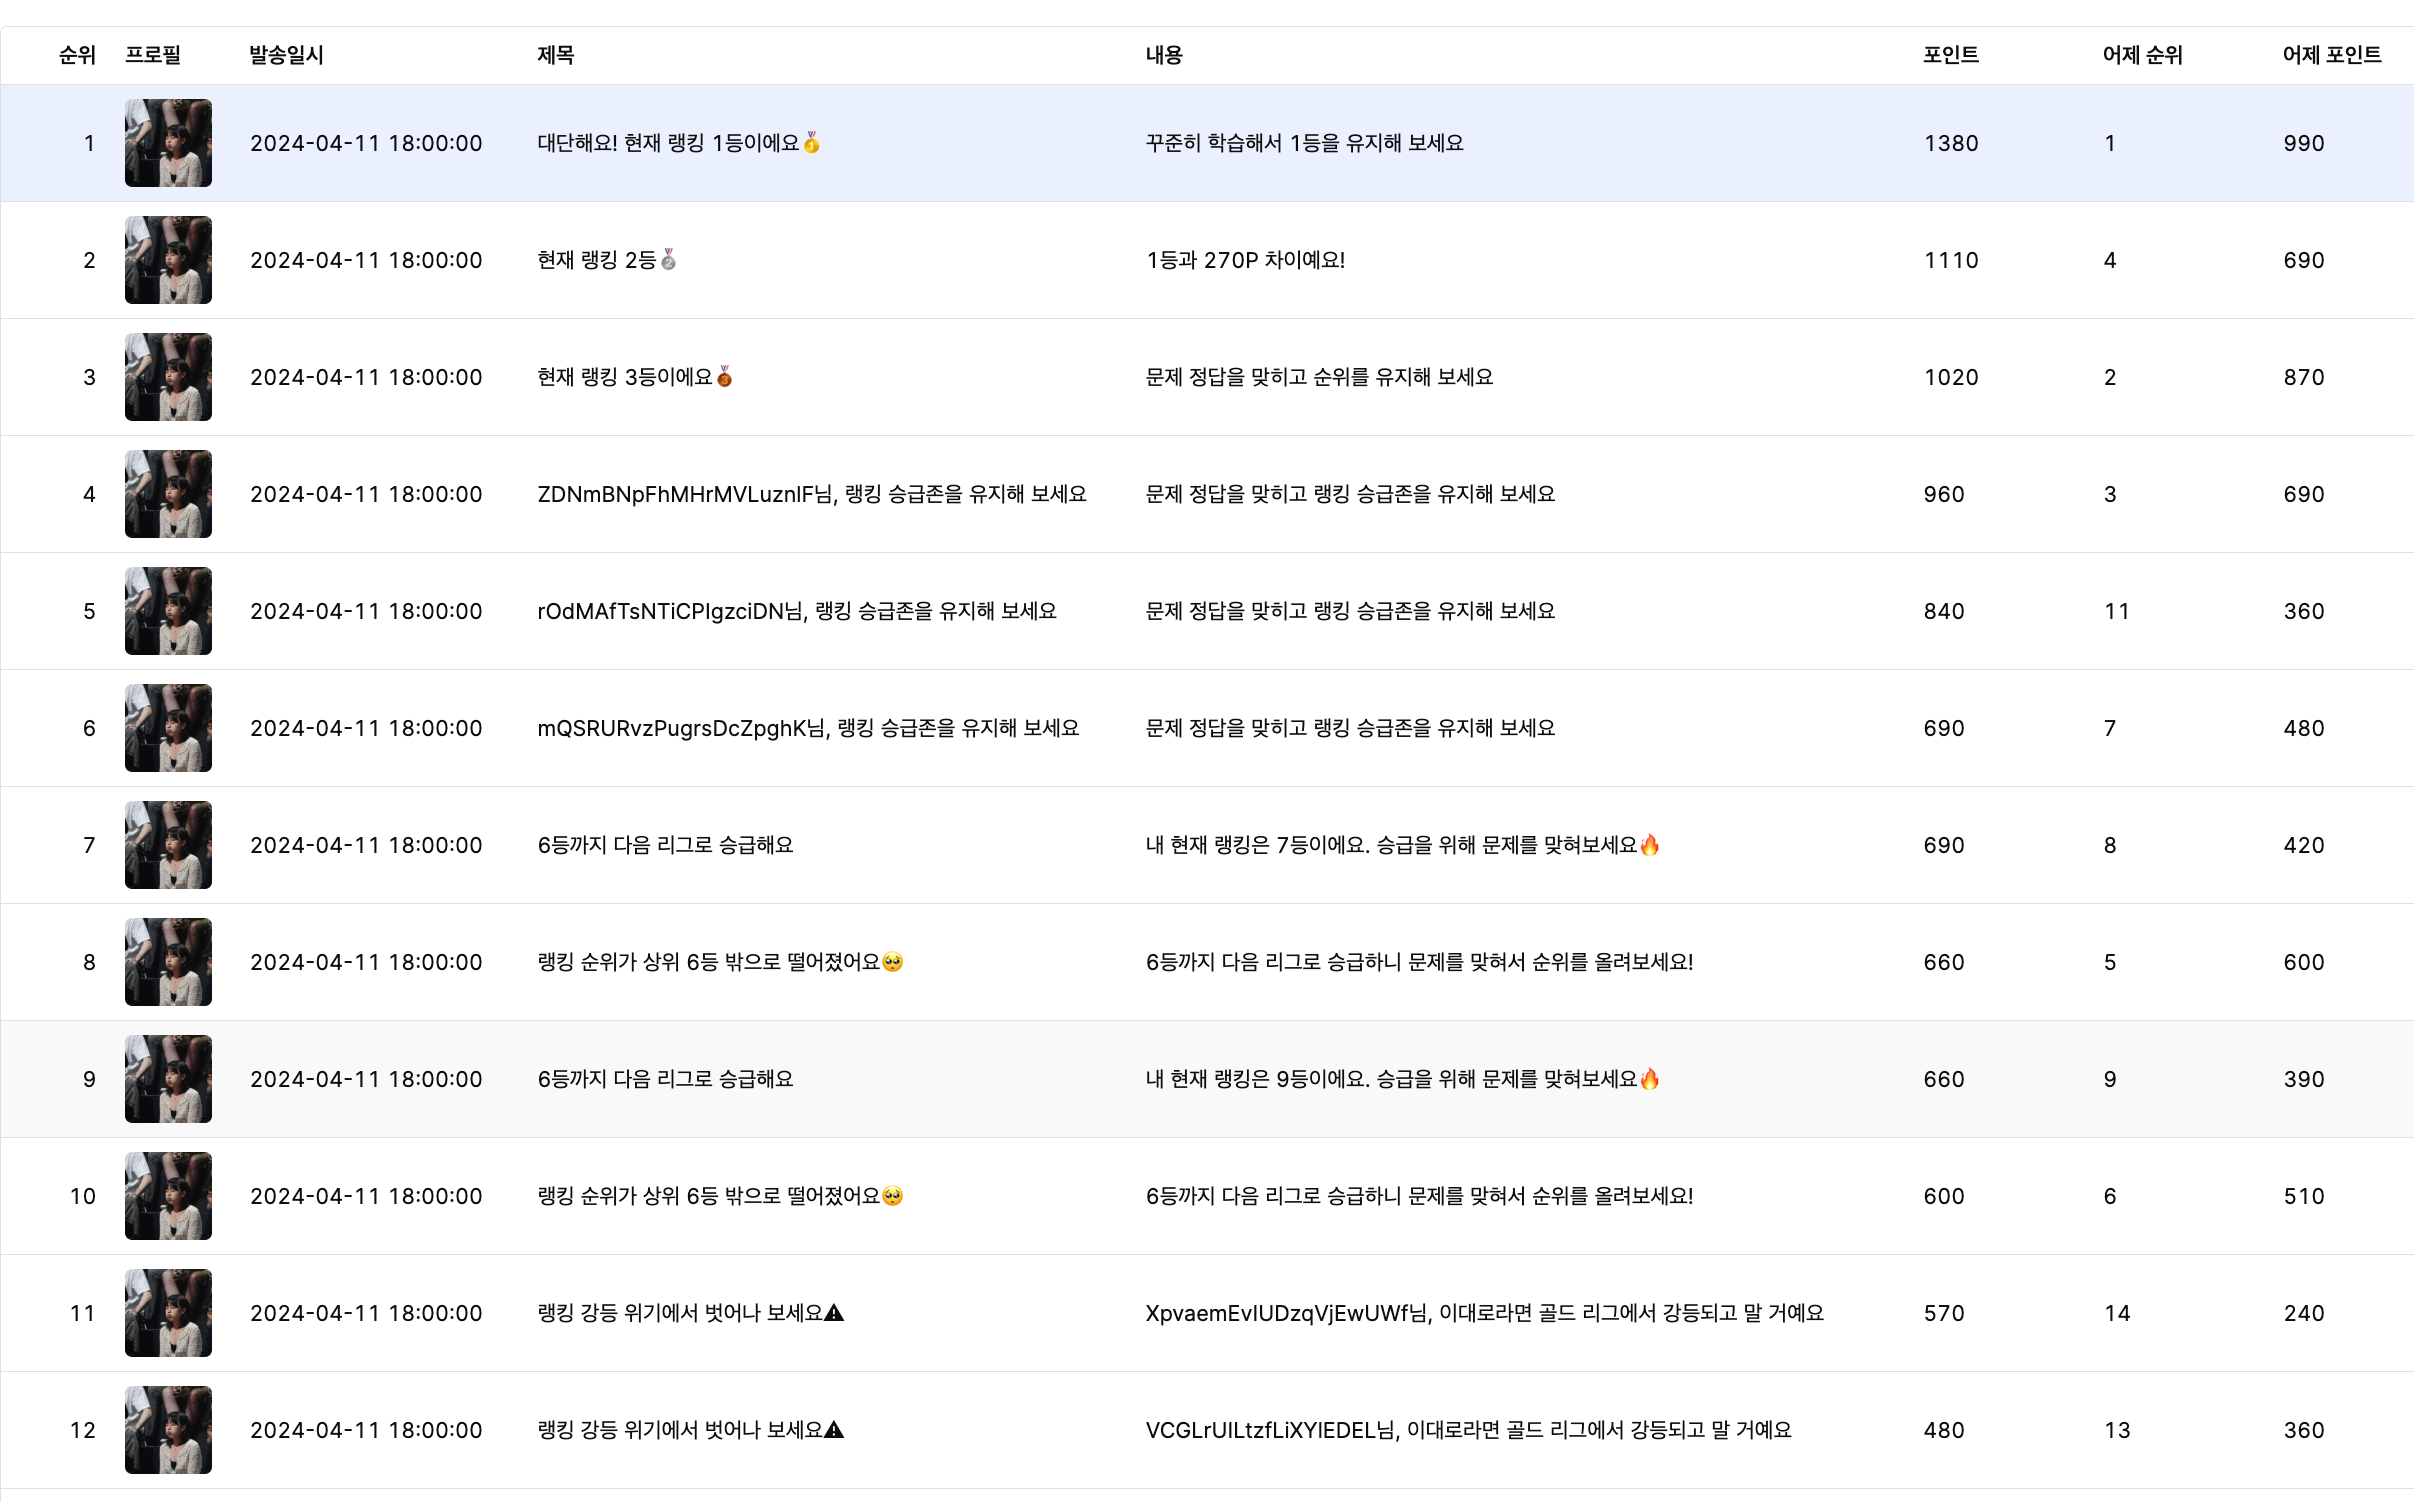 순위 프로필 발송일시 제목 내용 포인트 어제 순위 어제 포인트
1 2024-04-11 18:00:00 대단해요! 현재 랭킹 1등이에요🥇 꾸준히 학습해서 1등을 유지해 보세요 1380 1 990
2 2024-04-11 18:00:00 현재 랭킹 2등🥈 1등과 270P 차이예요! 1110 4 690
3 2024-04-11 18:00:00 현재 랭킹 3등이에요🥉 문제 정답을 맞히고 순위를 유지해 보세요 1020 2 870
4 2024-04-11 18:00:00 ZDNmBNpFhMHrMVLuznIF님, 랭킹 승급존을 유지해 보세요 문제 정답을 맞히고 랭킹 승급존을 유지해 보세요 960 3 690
5 2024-04-11 18:00:00 rOdMAfTsNTiCPIgzciDN님, 랭킹 승급존을 유지해 보세요 문제 정답을 맞히고 랭킹 승급존을 유지해 보세요 840 11 360
6 2024-04-11 18:00:00 mQSRURvzPugrsDcZpghK님, 랭킹 승급존을 유지해 보세요 문제 정답을 맞히고 랭킹 승급존을 유지해 보세요 690 7 480
7 2024-04-11 18:00:00 6등까지 다음 리그로 승급해요 내 현재 랭킹은 7등이에요. 승급을 위해 문제를 맞혀보세요🔥 690 8 420
8 2024-04-11 18:00:00 랭킹 순위가 상위 6등 밖으로 떨어졌어요🥺 6등까지 다음 리그로 승급하니 문제를 맞혀서 순위를 올려보세요! 660 5 600
9 2024-04-11 18:00:00 6등까지 다음 리그로 승급해요 내 현재 랭킹은 9등이에요. 승급을 위해 문제를 맞혀보세요🔥 660 9 390
10 2024-04-11 18:00:00 랭킹 순위가 상위 6등 밖으로 떨어졌어요🥺 6등까지 다음 리그로 승급하니 문제를 맞혀서 순위를 올려보세요! 600 6 510
11 2024-04-11 18:00:00 랭킹 강등 위기에서 벗어나 보세요⚠ XpvaemEvIUDzqVjEwUWf님, 이대로라면 골드 리그에서 강등되고 말 거예요 570 14 240
12 2024-04-11 18:00:00 랭킹 강등 위기에서 벗어나 보세요⚠ VCGLrUILtzfLiXYIEDEL님, 이대로라면 골드 리그에서 강등되고 말 거예요 480 13 360